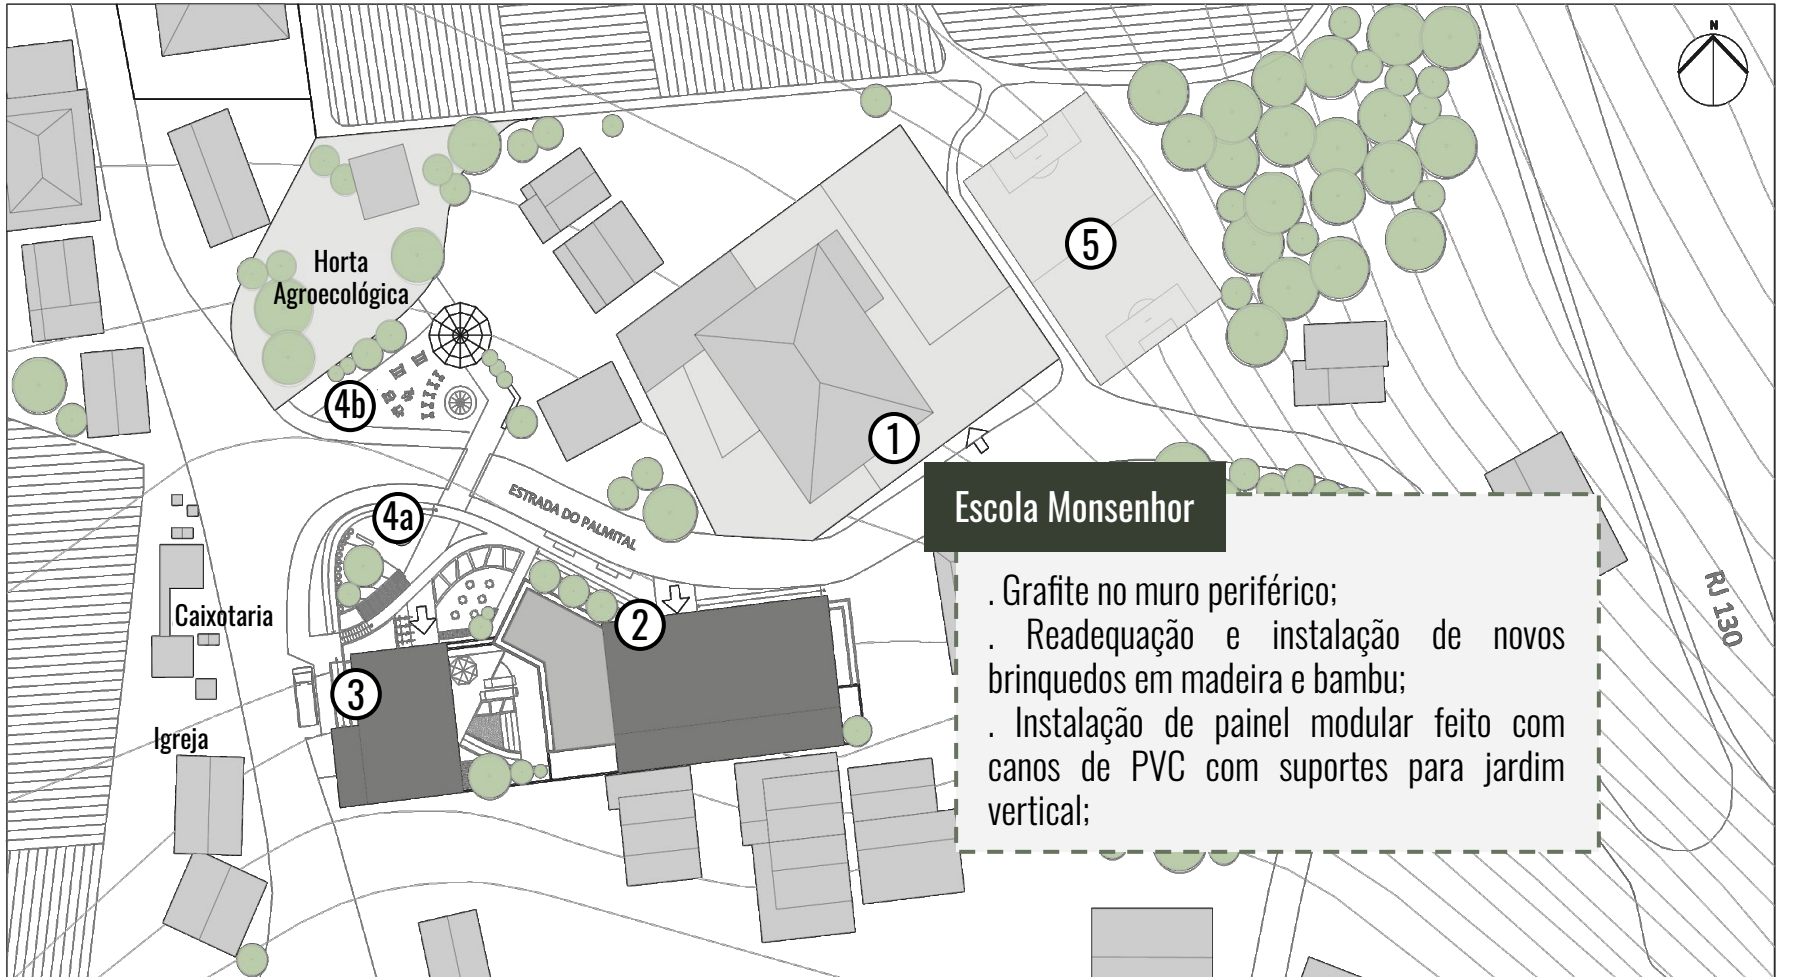 N
5
Horta
Agroecológica
4b
1
ESTRADA DO PALMITAL
4a
Escola Monsenhor
. Grafite no muro periférico;
. Readequação e instalação de novos
brinquedos em madeira e bambu;
. Instalação de painel modular feito com
canos de PVC com suportes para jardim
vertical;
RJ 130
Caixotaria
2
3
Igreja